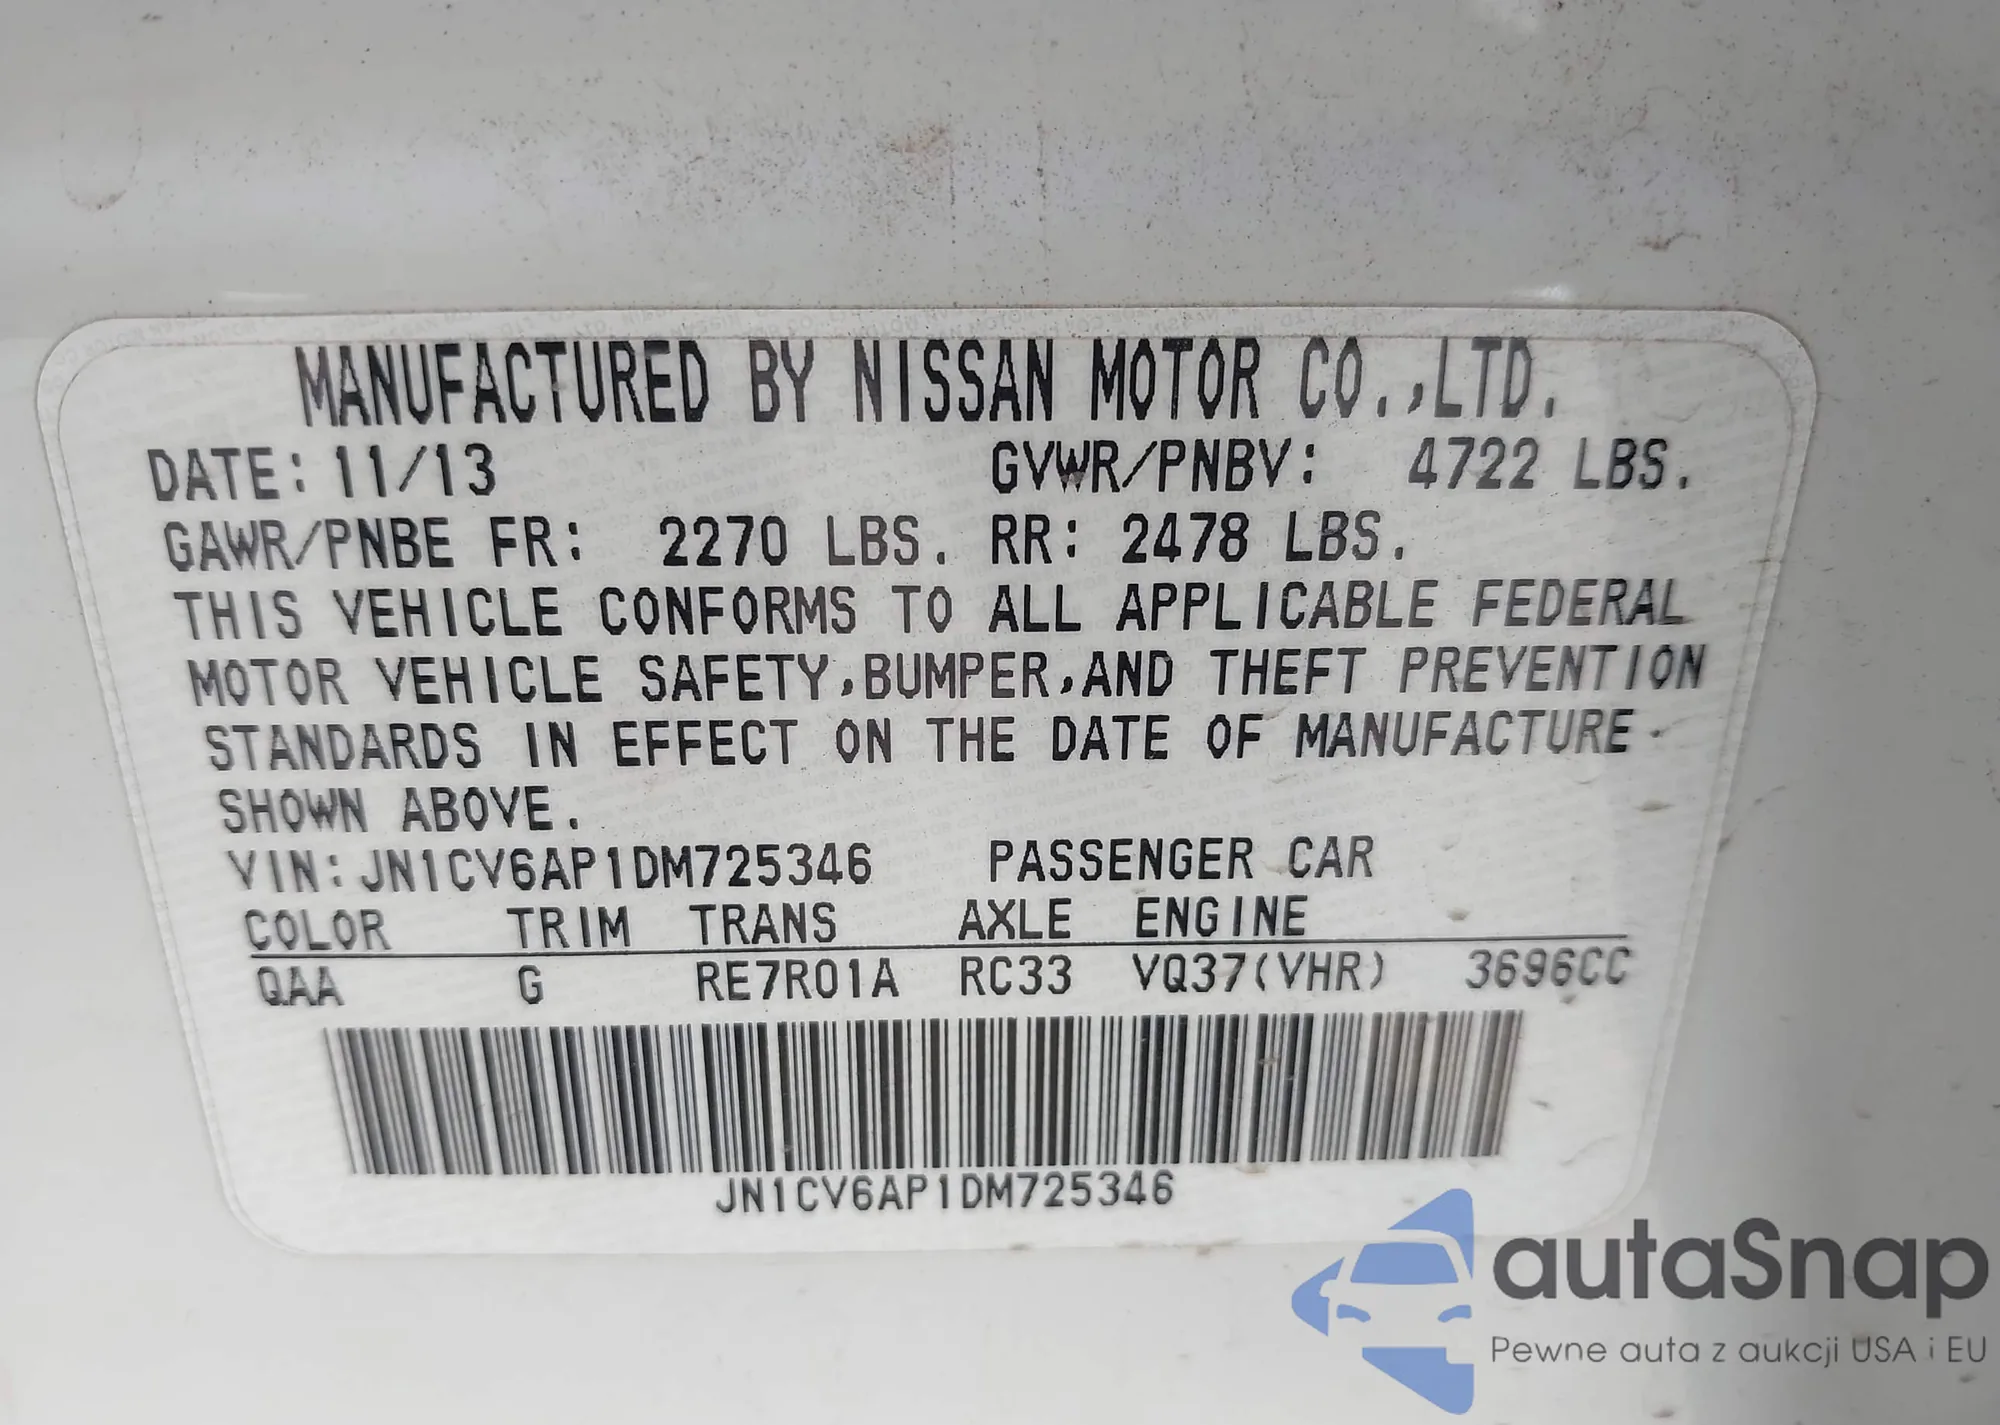 MANUFACTURED BY NISSAN MOTOR CO.,LTD.
DATE: 11/13 GVWR/PNBV: 4722 LBS.
GAWR/PNBE FR: 2270 LBS. RR: 2478 LBS.
THIS VEHICLE CONFORMS TO ALL APPLICABLE FEDERAL
MOTOR VEHICLE SAFETY,BUMPER,AND THEFT PREVENTION
STANDARDS IN EFFECT ON THE DATE OF MANUFACTURE
SHOWN ABOVE.
VIN:JN1CV6AP1DM725346 PASSENGER CAR
COLOR TRIM TRANS AXLE ENGINE
QAA G RE7R01A RC33 VQ37(VHR) 3696CC
JN1CV6AP1DM725346
autaSnap
Pewne auta z aukcji USA i EU